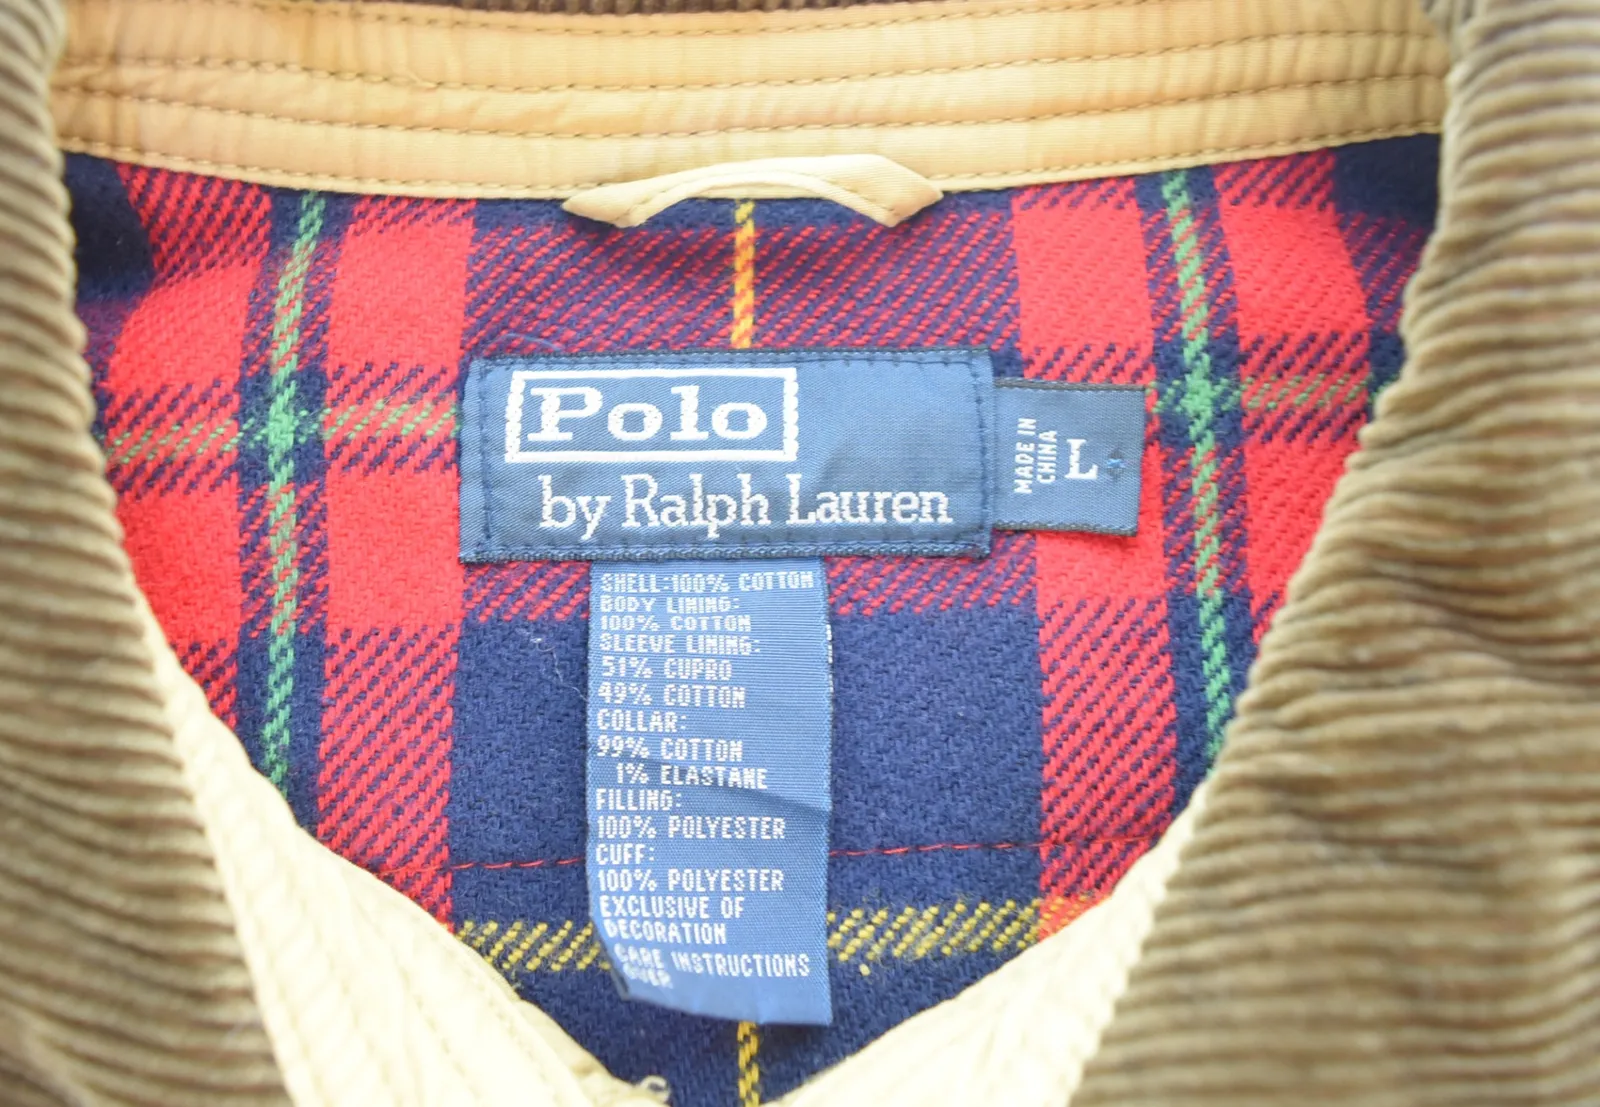 Polo
by Ralph Lauren
MADE IN
CHINA
L
SHELL:100% COTTON
BODY LINING:
100% COTTON
SLEEVE LINING:
51% CUPRO
49% COTTON
COLLAR:
99% COTTON
1% ELASTANE
FILLING:
100% POLYESTER
CUFF:
100% POLYESTER
EXCLUSIVE OF
DECORATION
CARE INSTRUCTIONS
OVER